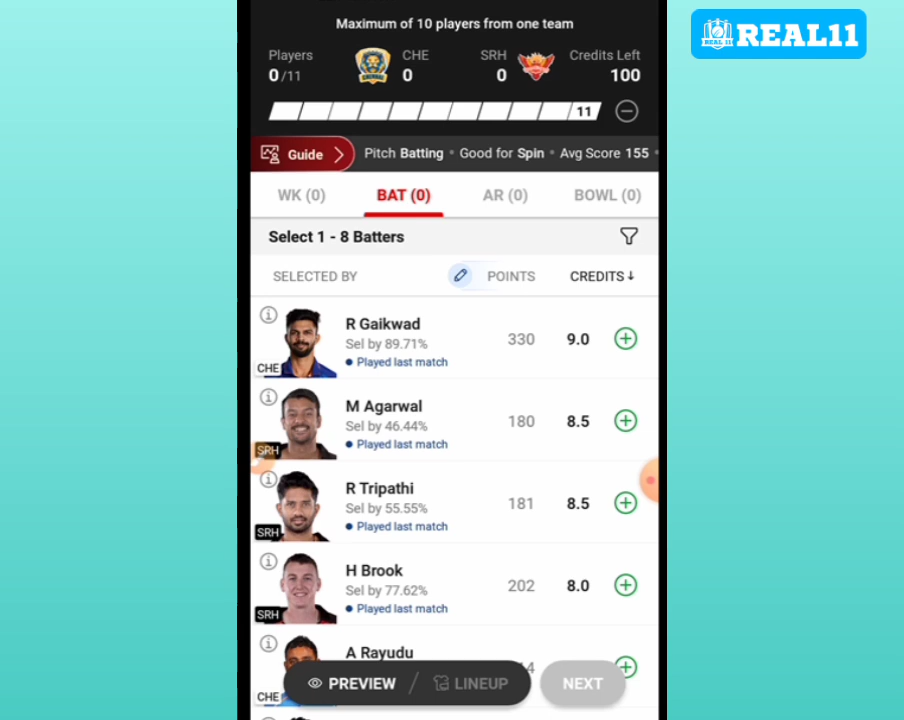 Maximum of 10 players from one team
REAL11
Players CHE SRH Credits Left
0/11 0 0 100
11
Guide Pitch Batting • Good for Spin • Avg Score 155
WK (0) BAT (0) AR (0) BOWL (0)
Select 1 - 8 Batters
SELECTED BY POINTS CREDITS↓
R Gaikwad
Sel by 89.71% 330 9.0
Played last match
CHE
M Agarwal
Sel by 46.44% 180 8.5
Played last match
SRH
R Tripathi
Sel by 55.55% 181 8.5
Played last match
SRH
H Brook
Sel by 77.62% 202 8.0
Played last match
SRH
A Rayudu
PREVIEW / LINEUP NEXT
CHE